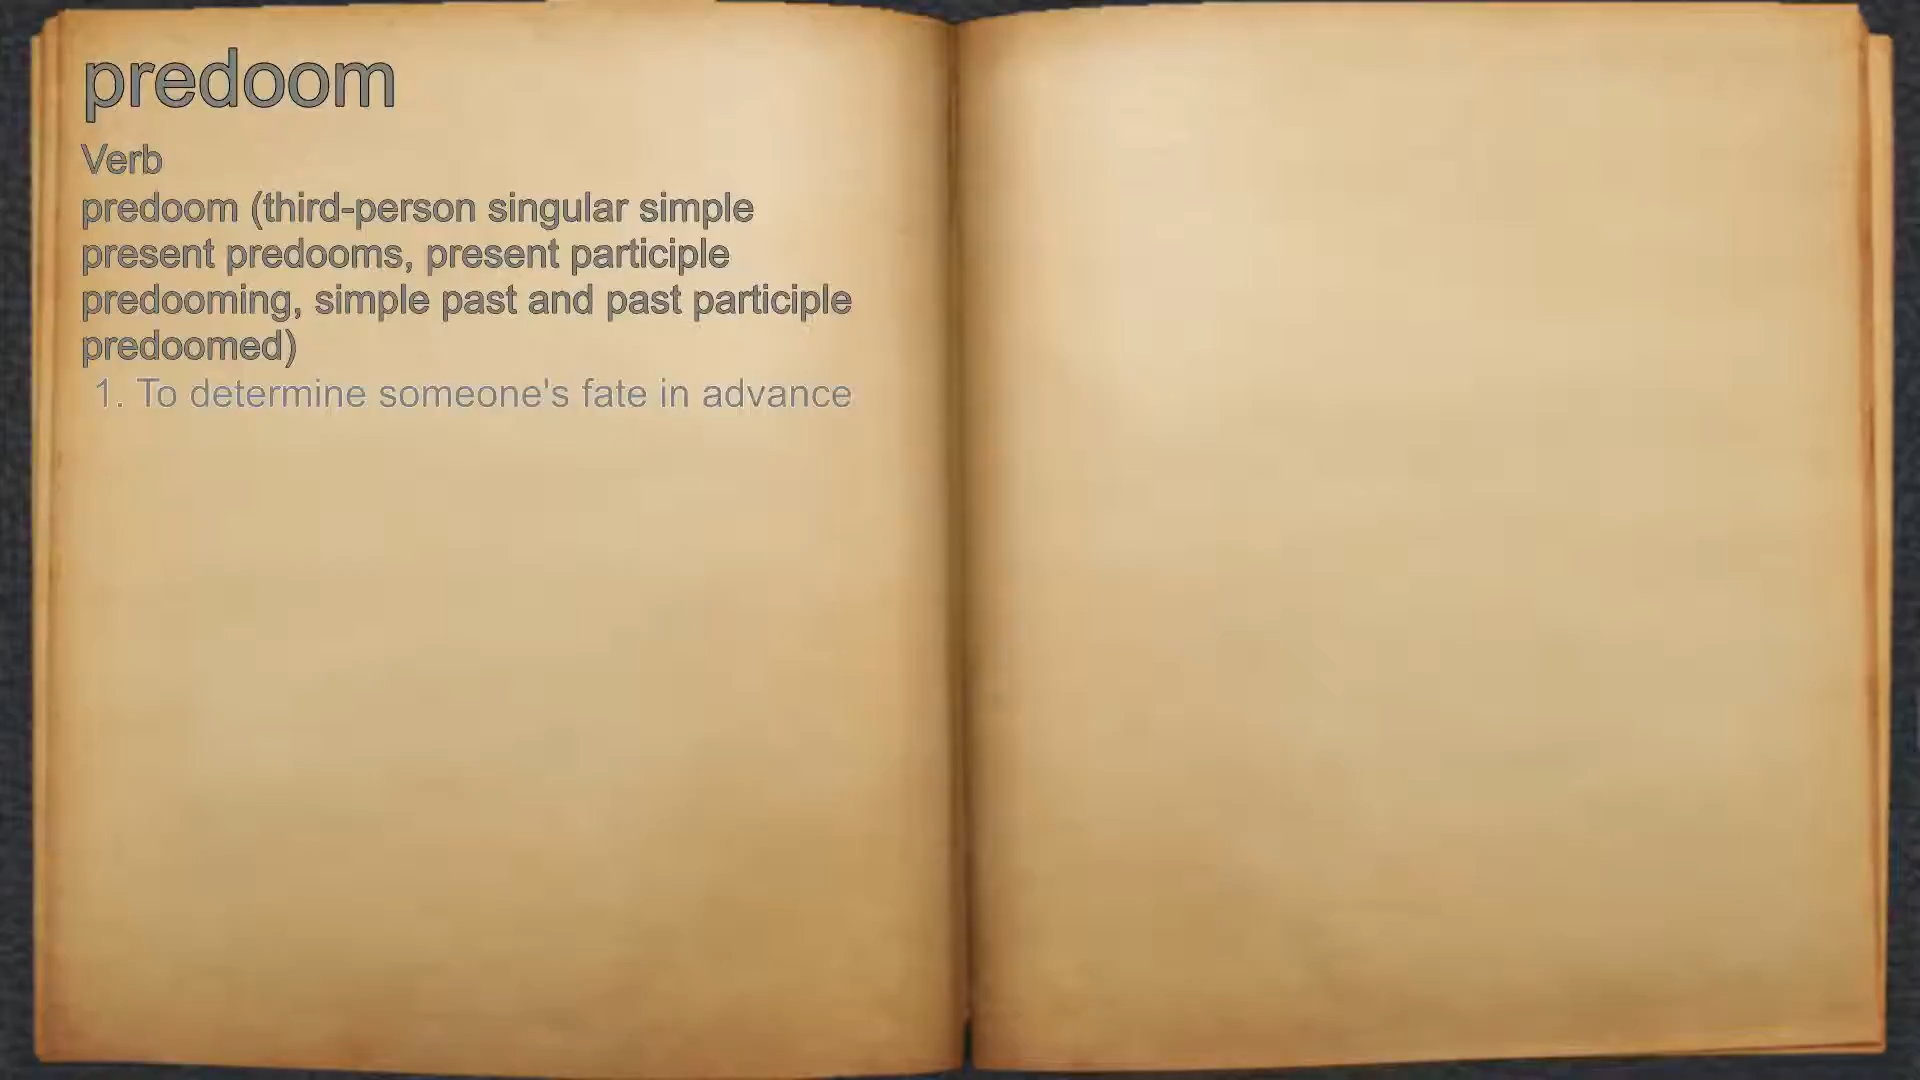 predoom
Verb
predoom (third-person singular simple
present predooms, present participle
predooming, simple past and past participle
predoomed)
1. To determine someone's fate in advance